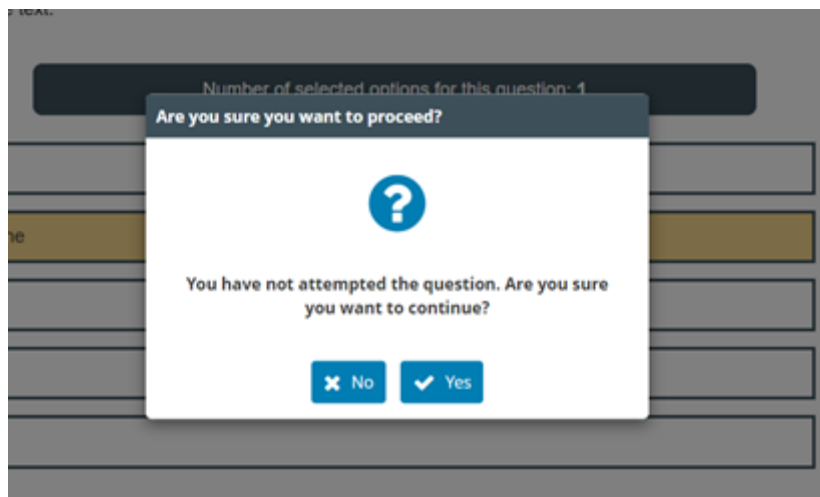 text.
Number of selected options for this question: 1
Are you sure you want to proceed?
You have not attempted the question. Are you sure
you want to continue?
No
Yes